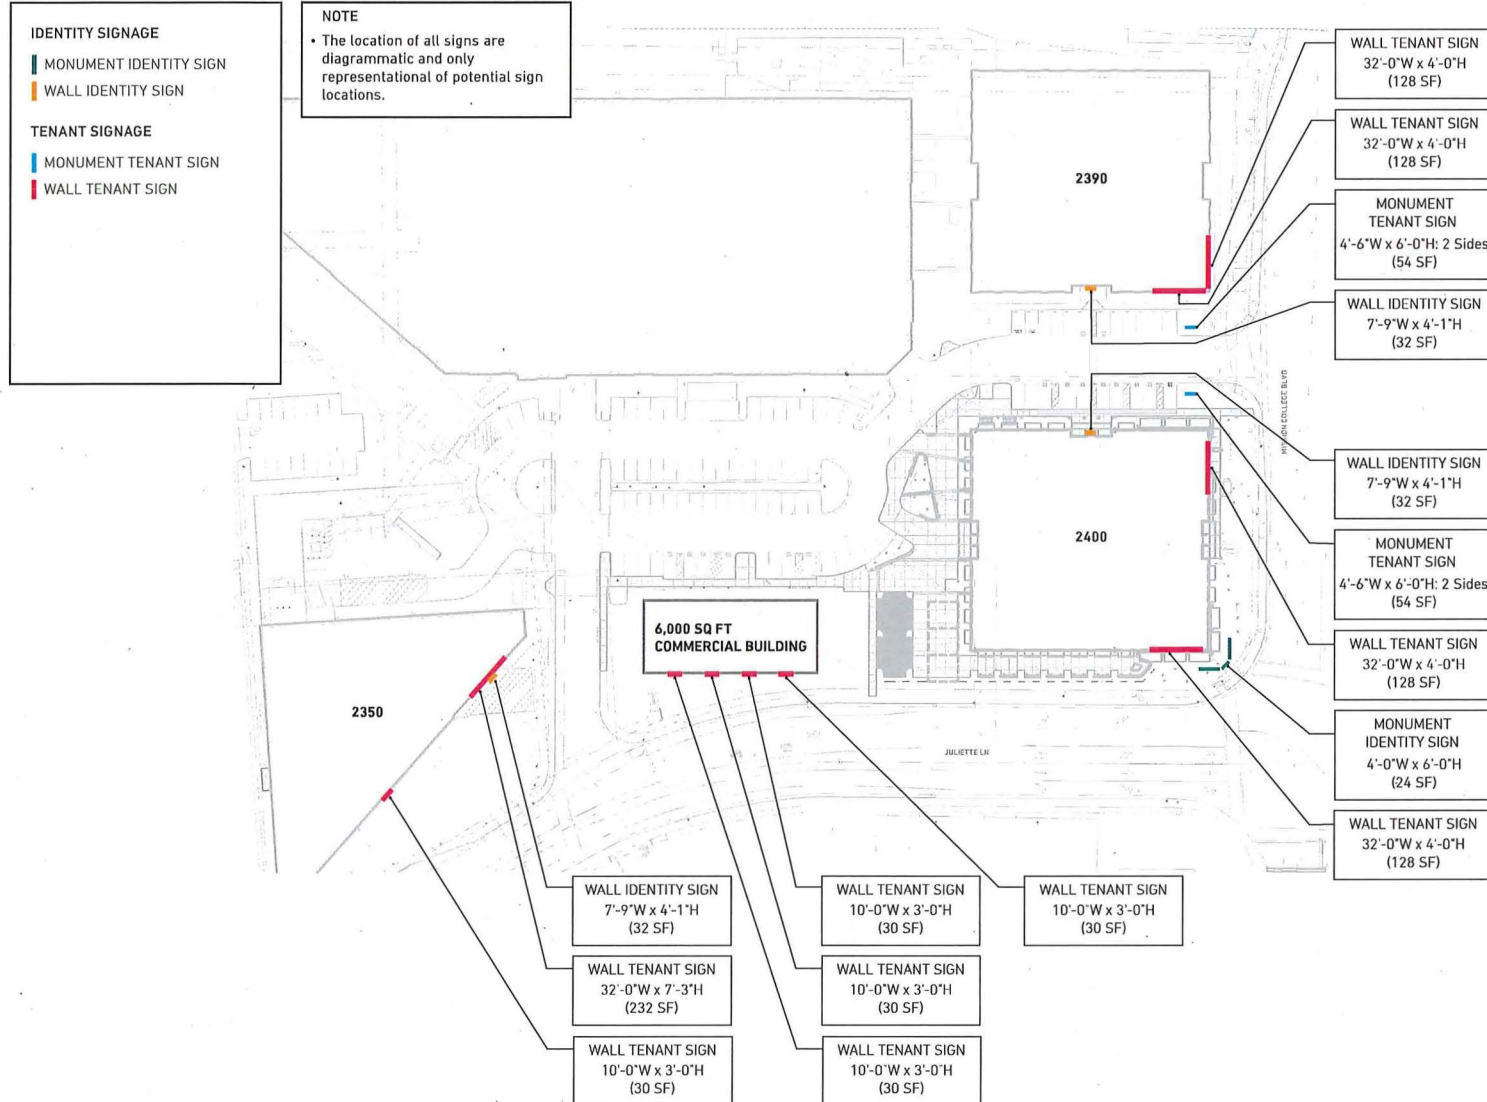 IDENTITY SIGNAGE
MONUMENT IDENTITY SIGN
WALL IDENTITY SIGN
TENANT SIGNAGE
MONUMENT TENANT SIGN
WALL TENANT SIGN
NOTE
• The location of all signs are
diagrammatic and only
representational of potential sign
locations.
2390
2400
6,000 SQ FT
COMMERCIAL BUILDING
2350
MISSION COLLEGE BLVD
JULIETTE LN
WALL TENANT SIGN
32'-0"W x 4'-0"H
(128 SF)
WALL TENANT SIGN
32'-0"W x 4'-0"H
(128 SF)
MONUMENT
TENANT SIGN
4'-6"W x 6'-0"H: 2 Sides
(54 SF)
WALL IDENTITY SIGN
7'-9"W x 4'-1"H
(32 SF)
WALL IDENTITY SIGN
7'-9"W x 4'-1"H
(32 SF)
MONUMENT
TENANT SIGN
4'-6"W x 6'-0"H: 2 Sides
(54 SF)
WALL TENANT SIGN
32'-0"W x 4'-0"H
(128 SF)
MONUMENT
IDENTITY SIGN
4'-0"W x 6'-0"H
(24 SF)
WALL TENANT SIGN
32'-0"W x 4'-0"H
(128 SF)
WALL IDENTITY SIGN
7'-9"W x 4'-1"H
(32 SF)
WALL TENANT SIGN
32'-0"W x 7'-3"H
(232 SF)
WALL TENANT SIGN
10'-0"W x 3'-0"H
(30 SF)
WALL TENANT SIGN
10'-0"W x 3'-0"H
(30 SF)
WALL TENANT SIGN
10'-0"W x 3'-0"H
(30 SF)
WALL TENANT SIGN
10'-0"W x 3'-0"H
(30 SF)
WALL TENANT SIGN
10'-0"W x 3'-0"H
(30 SF)